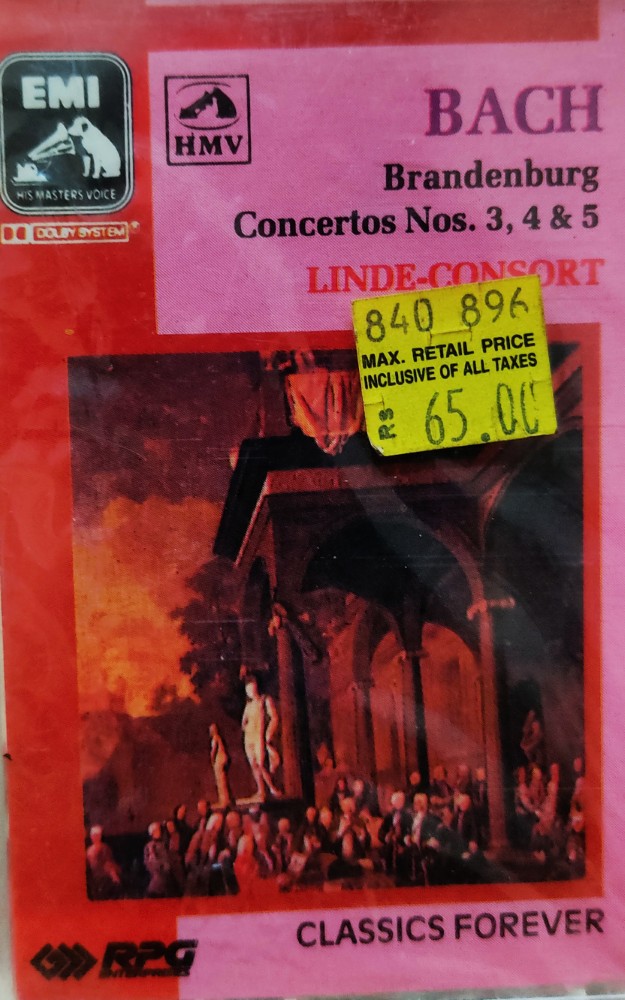 EMI
HIS MASTERS VOICE
DOLBY SYSTEM
HMV
BACH
Brandenburg
Concertos Nos. 3, 4 & 5
LINDE-CONSORT
840 896
MAX. RETAIL PRICE
INCLUSIVE OF ALL TAXES
RS 65.00
CLASSICS FOREVER
RPG
ENTERPRISES